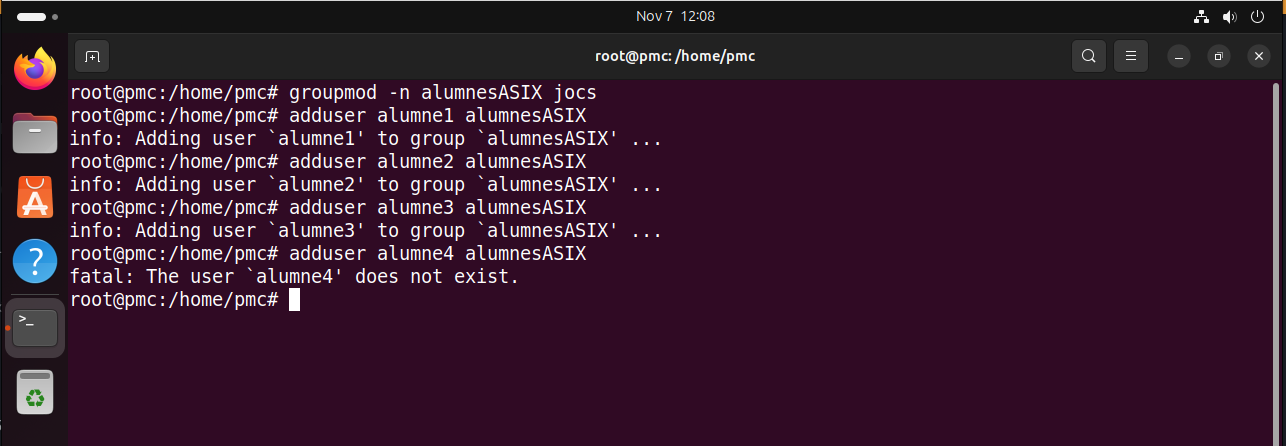 Nov 7 12:08
root@pmc: /home/pmc
root@pmc:/home/pmc# groupmod -n alumnesASIX jocs
root@pmc:/home/pmc# adduser alumne1 alumnesASIX
info: Adding user `alumne1' to group `alumnesASIX' ...
root@pmc:/home/pmc# adduser alumne2 alumnesASIX
info: Adding user `alumne2' to group `alumnesASIX' ...
root@pmc:/home/pmc# adduser alumne3 alumnesASIX
info: Adding user `alumne3' to group `alumnesASIX' ...
root@pmc:/home/pmc# adduser alumne4 alumnesASIX
fatal: The user `alumne4' does not exist.
root@pmc:/home/pmc#